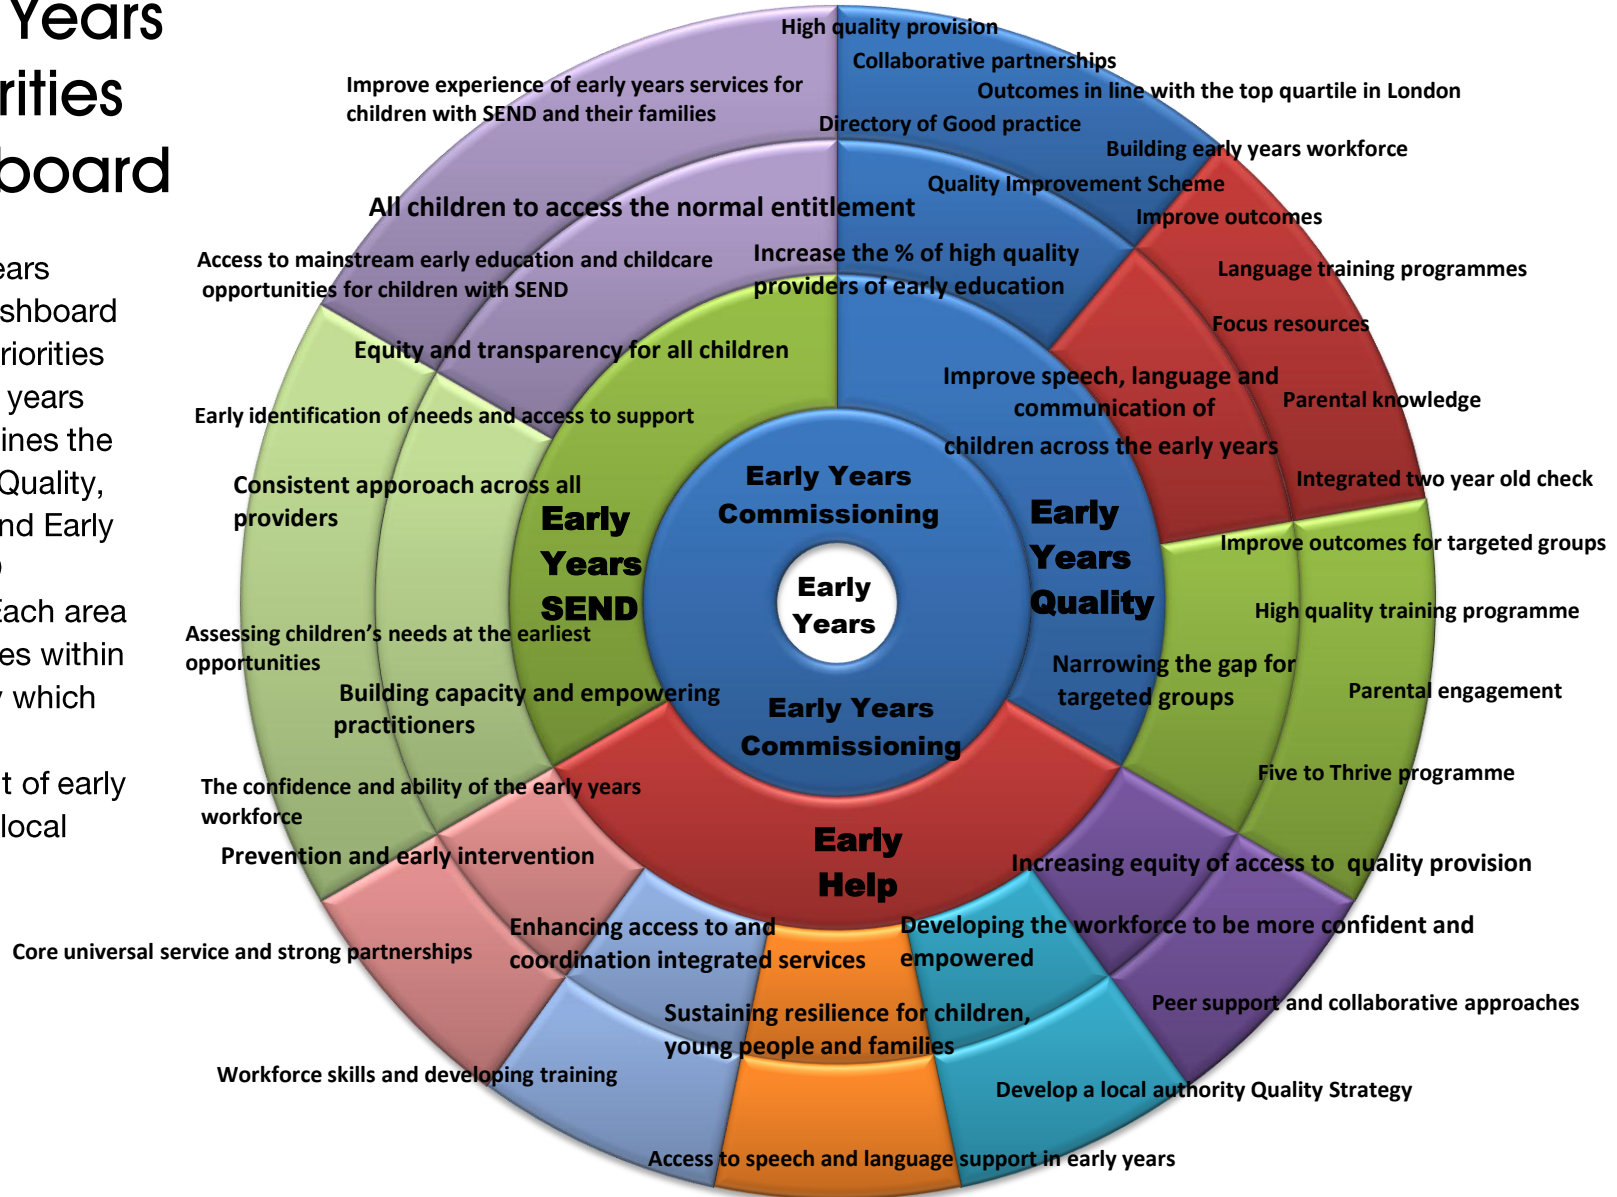 Years
rities
board
ears
shboard
riorities
years
ines the
Quality,
nd Early
Each area
es within
which
t of early
local
High quality provision
Collaborative partnerships
Outcomes in line with the top quartile in London
Directory of Good practice
Building early years workforce
Quality Improvement Scheme
Improve outcomes
Increase the % of high quality
providers of early education
Language training programmes
Focus resources
Improve speech, language and
communication of
children across the early years
Parental knowledge
Integrated two year old check
Improve outcomes for targeted groups
High quality training programme
Narrowing the gap for
targeted groups
Parental engagement
Five to Thrive programme
Increasing equity of access to quality provision
Developing the workforce to be more confident and
empowered
Peer support and collaborative approaches
Develop a local authority Quality Strategy
Sustaining resilience for children,
young people and families
Access to speech and language support in early years
Enhancing access to and
coordination integrated services
Workforce skills and developing training
Core universal service and strong partnerships
Prevention and early intervention
The confidence and ability of the early years
workforce
Building capacity and empowering
practitioners
Assessing children's needs at the earliest
opportunities
Consistent apporoach across all
providers
Early identification of needs and access to support
Equity and transparency for all children
Access to mainstream early education and childcare
opportunities for children with SEND
All children to access the normal entitlement
Improve experience of early years services for
children with SEND and their families
Early
Years
SEND
Early
Years
Quality
Early
Help
Early Years
Commissioning
Early
Years
Early Years
Commissioning